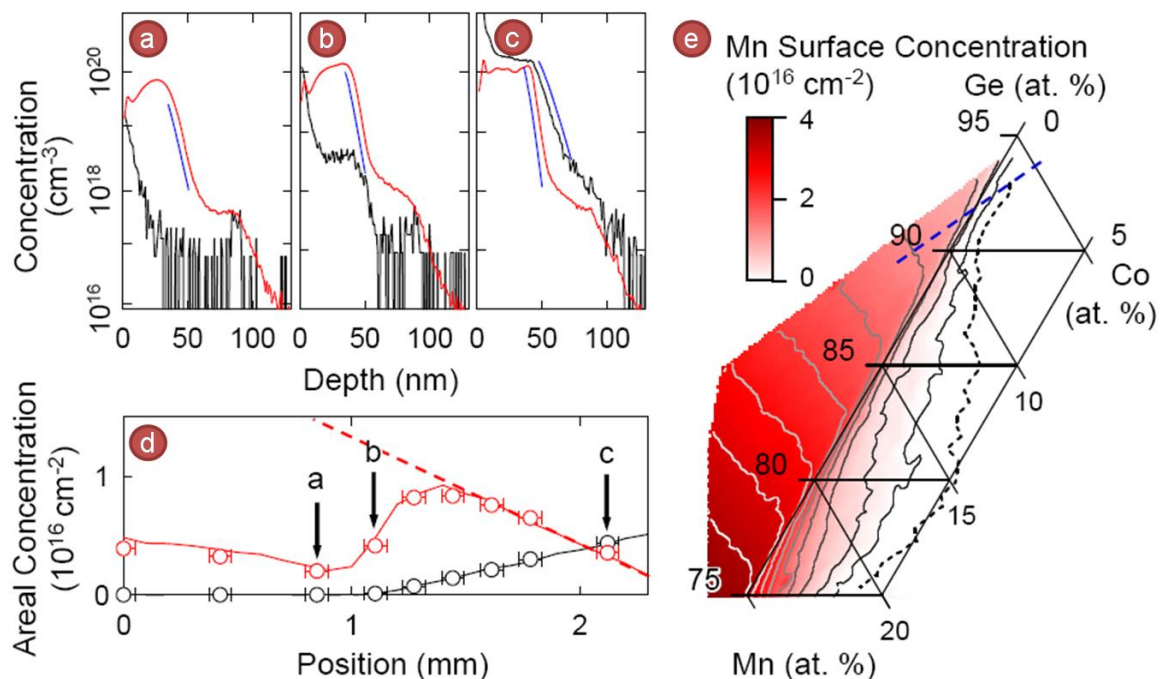 a
b
c
10^20
10^18
10^16
Concentration
(cm^-3)
0 50 100
0 50 100
0 50 100
Depth (nm)
d
a
b
c
1
0
Areal Concentration
(10^16 cm^-2)
0 1 2
Position (mm)
e
Mn Surface Concentration
(10^16 cm^-2)
4
2
0
Ge (at. %)
95
0
90
5
Co
(at. %)
85
10
80
15
75
20
Mn (at. %)